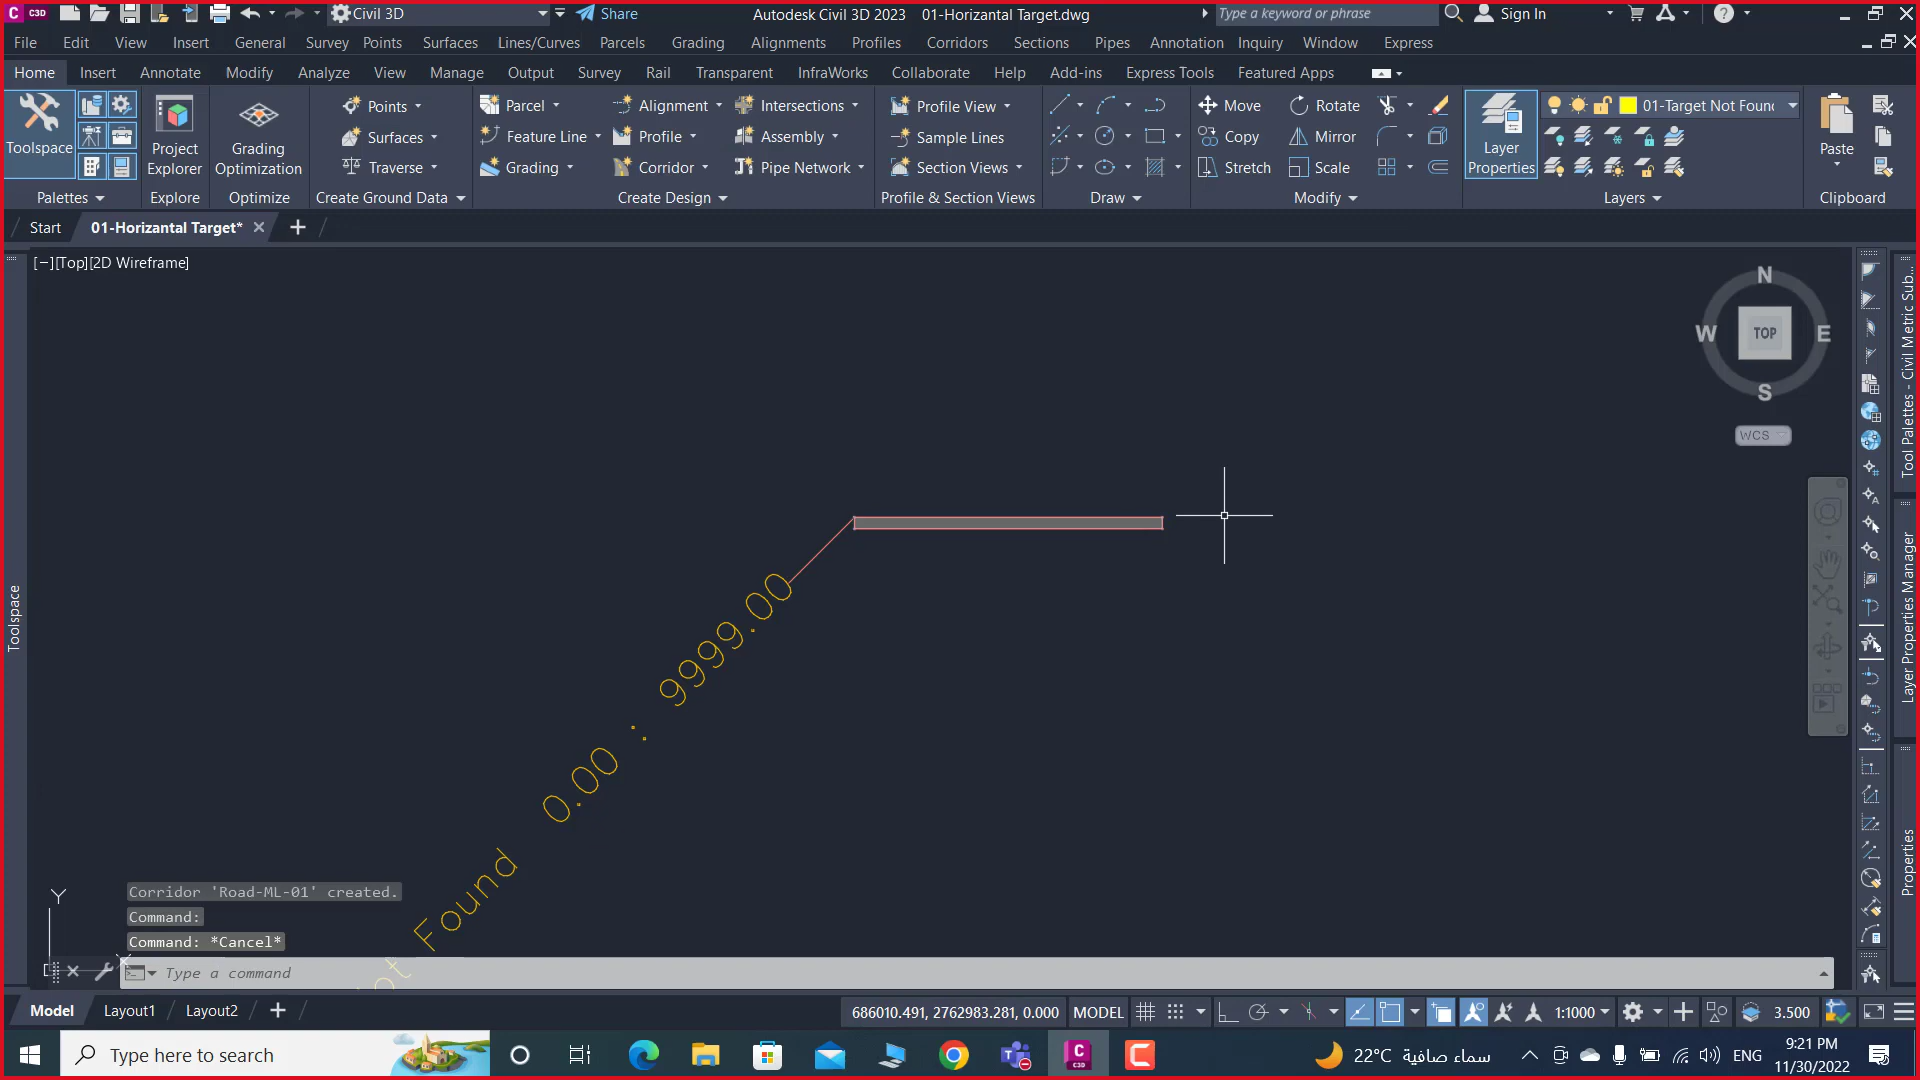 C3D Civil 3D Share Autodesk Civil 3D 2023 01-Horizantal Target.dwg Type a keyword or phrase Sign In
File Edit View Insert General Survey Points Surfaces Lines/Curves Parcels Grading Alignments Profiles Corridors Sections Pipes Annotation Inquiry Window Express
Home Insert Annotate Modify Analyze View Manage Output Survey Rail Transparent InfraWorks Collaborate Help Add-ins Express Tools Featured Apps
Points Parcel Alignment Intersections Profile View Move Rotate 01-Target Not Found
Toolspace Project Explorer Grading Optimization Surfaces Feature Line Profile Assembly Sample Lines Copy Mirror Layer Properties Paste
Traverse Grading Corridor Pipe Network Section Views Stretch Scale
Palettes Explore Optimize Create Ground Data Create Design Profile & Section Views Draw Modify Layers Clipboard
Start 01-Horizantal Target*
[−][Top][2D Wireframe]
N
W TOP E
S
WCS
Toolspace
Tool Palettes - Civil Metric Sub...
Layer Properties Manager
Properties
Found 0.00 : 9999.00
Y
Corridor 'Road-ML-01' created.
Command:
Command: *Cancel*
Type a command
Model Layout1 Layout2 686010.491, 2762983.281, 0.000 MODEL 1:1000 3.500
Type here to search 22°C سماء صافية ENG 9:21 PM
11/30/2022